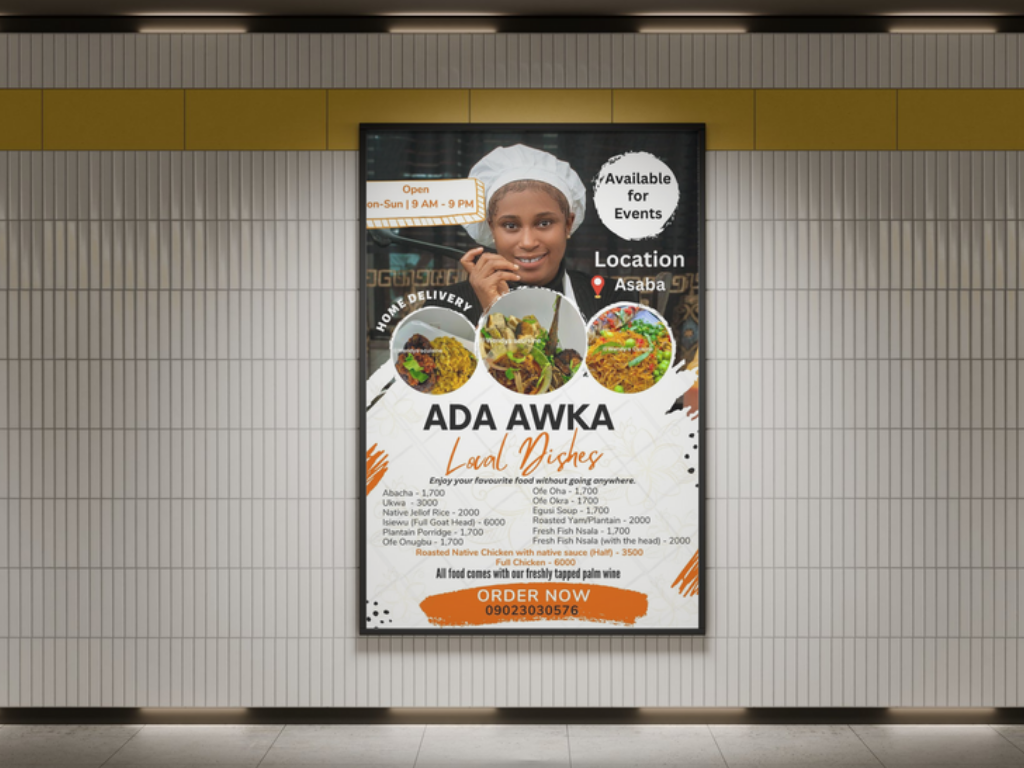 Open
on-Sun | 9 AM - 9 PM
Available
for
Events
Location
Asaba
HOME DELIVERY
ADA AWKA
Local Dishes
Enjoy your favourite food without going anywhere.
Abacha - 1,700
Ukwa - 3000
Native Jellof Rice - 2000
Isiewu (Full Goat Head) - 6000
Plantain Porridge - 1,700
Ofe Onugbu - 1,700
Ofe Oha - 1,700
Ofe Okra - 1700
Egusi Soup - 1,700
Roasted Yam/Plantain - 2000
Fresh Fish Nsala - 1,700
Fresh Fish Nsala (with the head) - 2000
Roasted Native Chicken with native sauce (Half) - 3500
Full Chicken - 6000
All food comes with our freshly tapped palm wine
ORDER NOW
09023030576